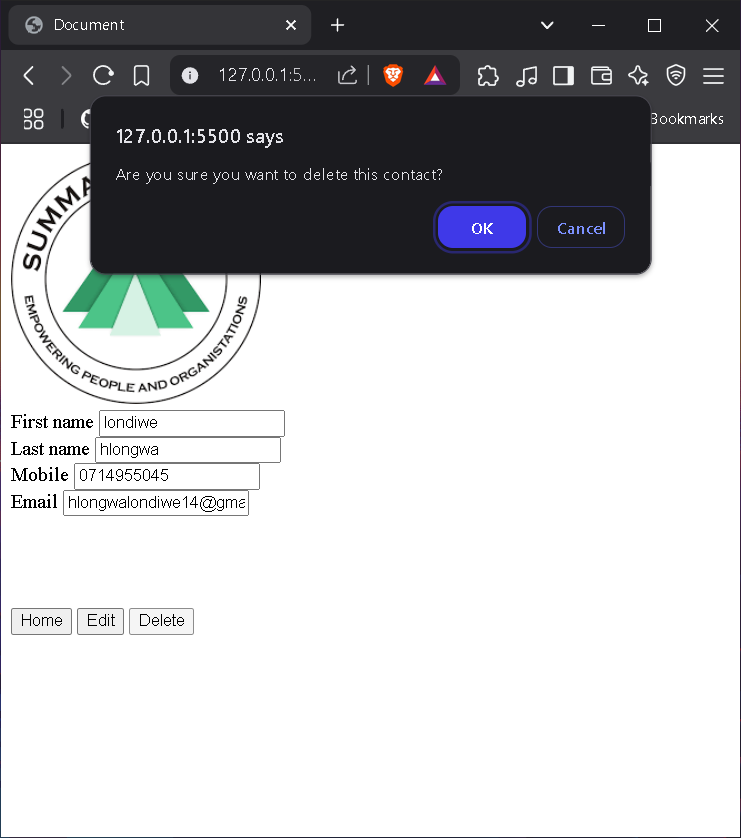 Document
127.0.0.1:5...
Bookmarks
127.0.0.1:5500 says
Are you sure you want to delete this contact?
OK
Cancel
SUMMA
EMPOWERING PEOPLE AND ORGANISTATIONS
First name londiwe
Last name hlongwa
Mobile 0714955045
Email hlongwalondiwe14@gma
Home Edit Delete